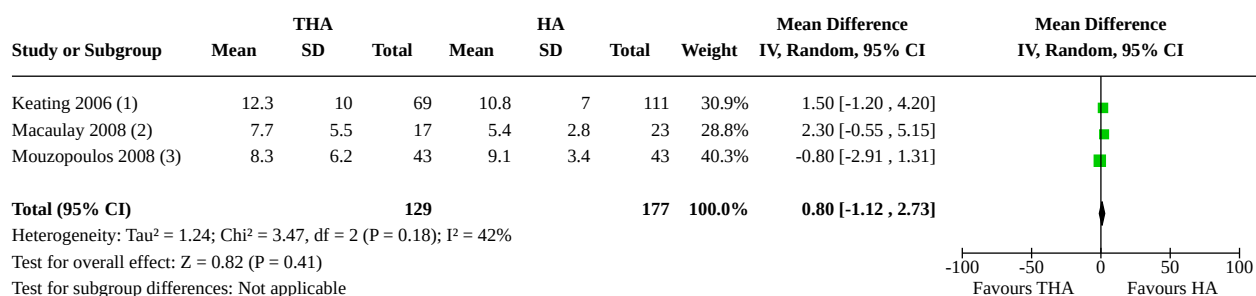 THA HA Mean Difference Mean Difference
Study or Subgroup Mean SD Total Mean SD Total Weight IV, Random, 95% CI IV, Random, 95% CI
Keating 2006 (1) 12.3 10 69 10.8 7 111 30.9% 1.50 [-1.20 , 4.20]
Macaulay 2008 (2) 7.7 5.5 17 5.4 2.8 23 28.8% 2.30 [-0.55 , 5.15]
Mouzopoulos 2008 (3) 8.3 6.2 43 9.1 3.4 43 40.3% -0.80 [-2.91 , 1.31]
Total (95% CI) 129 177 100.0% 0.80 [-1.12 , 2.73]
Heterogeneity: Tau² = 1.24; Chi² = 3.47, df = 2 (P = 0.18); I² = 42%
Test for overall effect: Z = 0.82 (P = 0.41) -100 -50 0 50 100
Test for subgroup differences: Not applicable Favours THA Favours HA